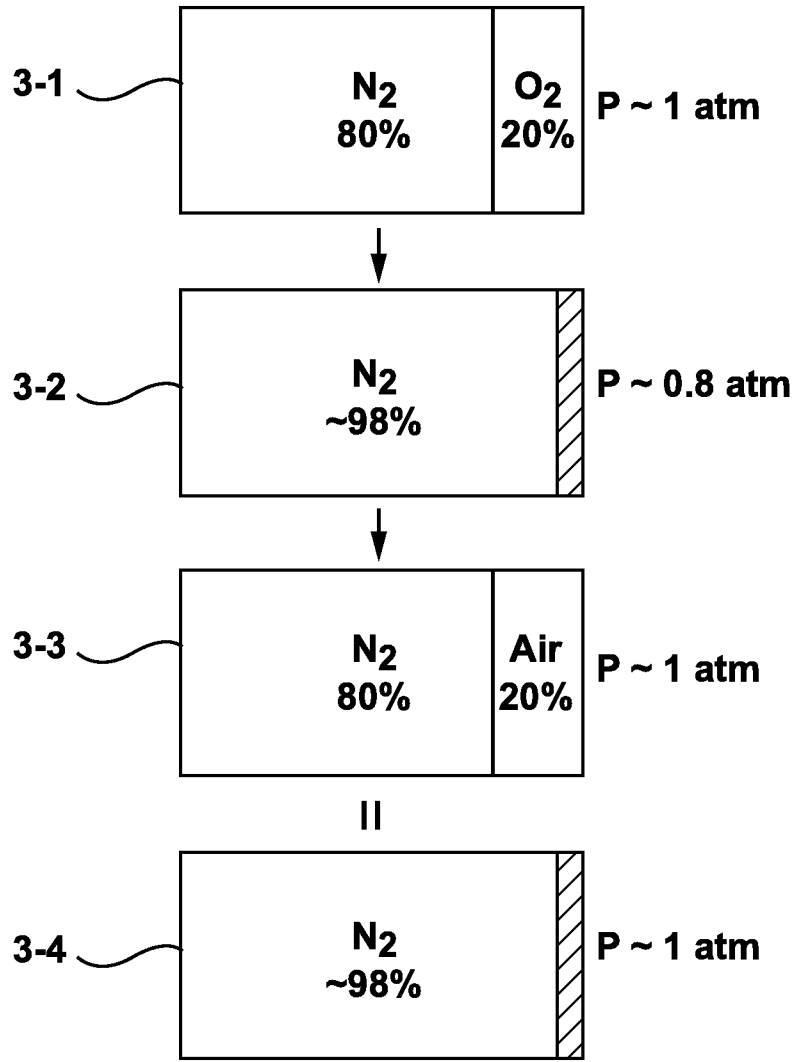 3-1
N2
80%
O2
20%
P ~ 1 atm
3-2
N2
~98%
P ~ 0.8 atm
3-3
N2
80%
Air
20%
P ~ 1 atm
=
3-4
N2
~98%
P ~ 1 atm